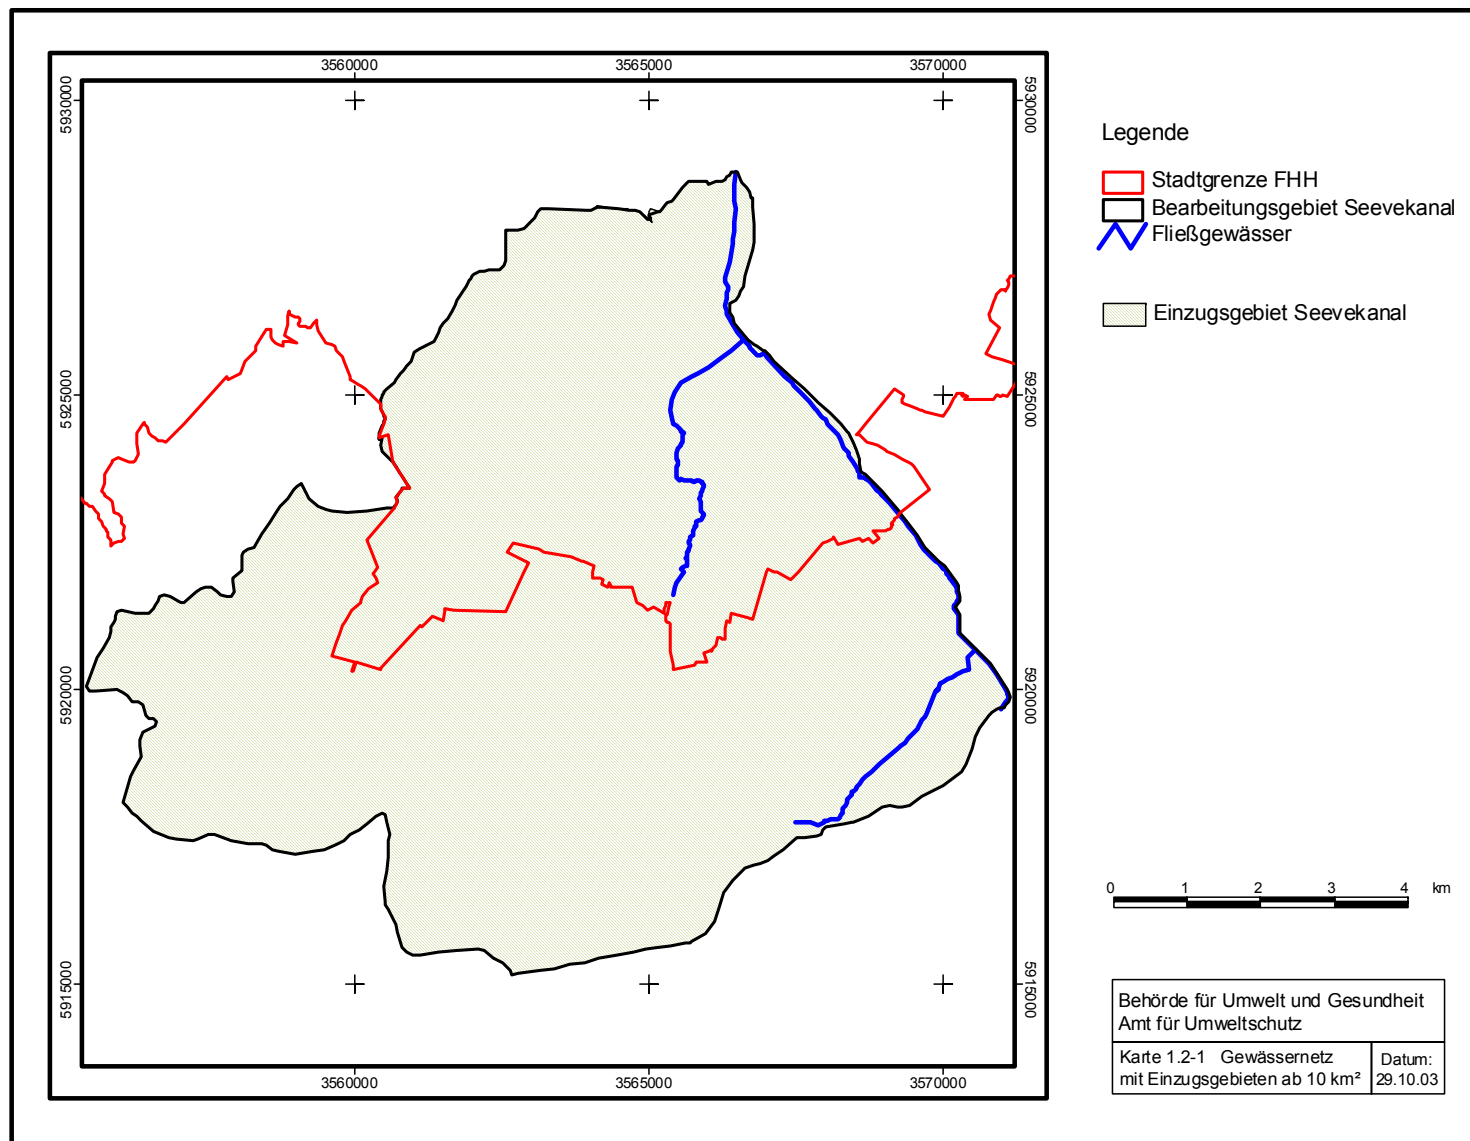 3560000
3565000
3570000
5930000
5930000
5925000
5925000
5920000
5920000
5915000
5915000
3560000
3565000
3570000
Legende
Stadtgrenze FHH
Bearbeitungsgebiet Seevekanal
Fließgewässer
Einzugsgebiet Seevekanal
0 1 2 3 4 km
Behörde für Umwelt und Gesundheit
Amt für Umweltschutz
Karte 1.2-1 Gewässernetz
mit Einzugsgebieten ab 10 km²
Datum:
29.10.03